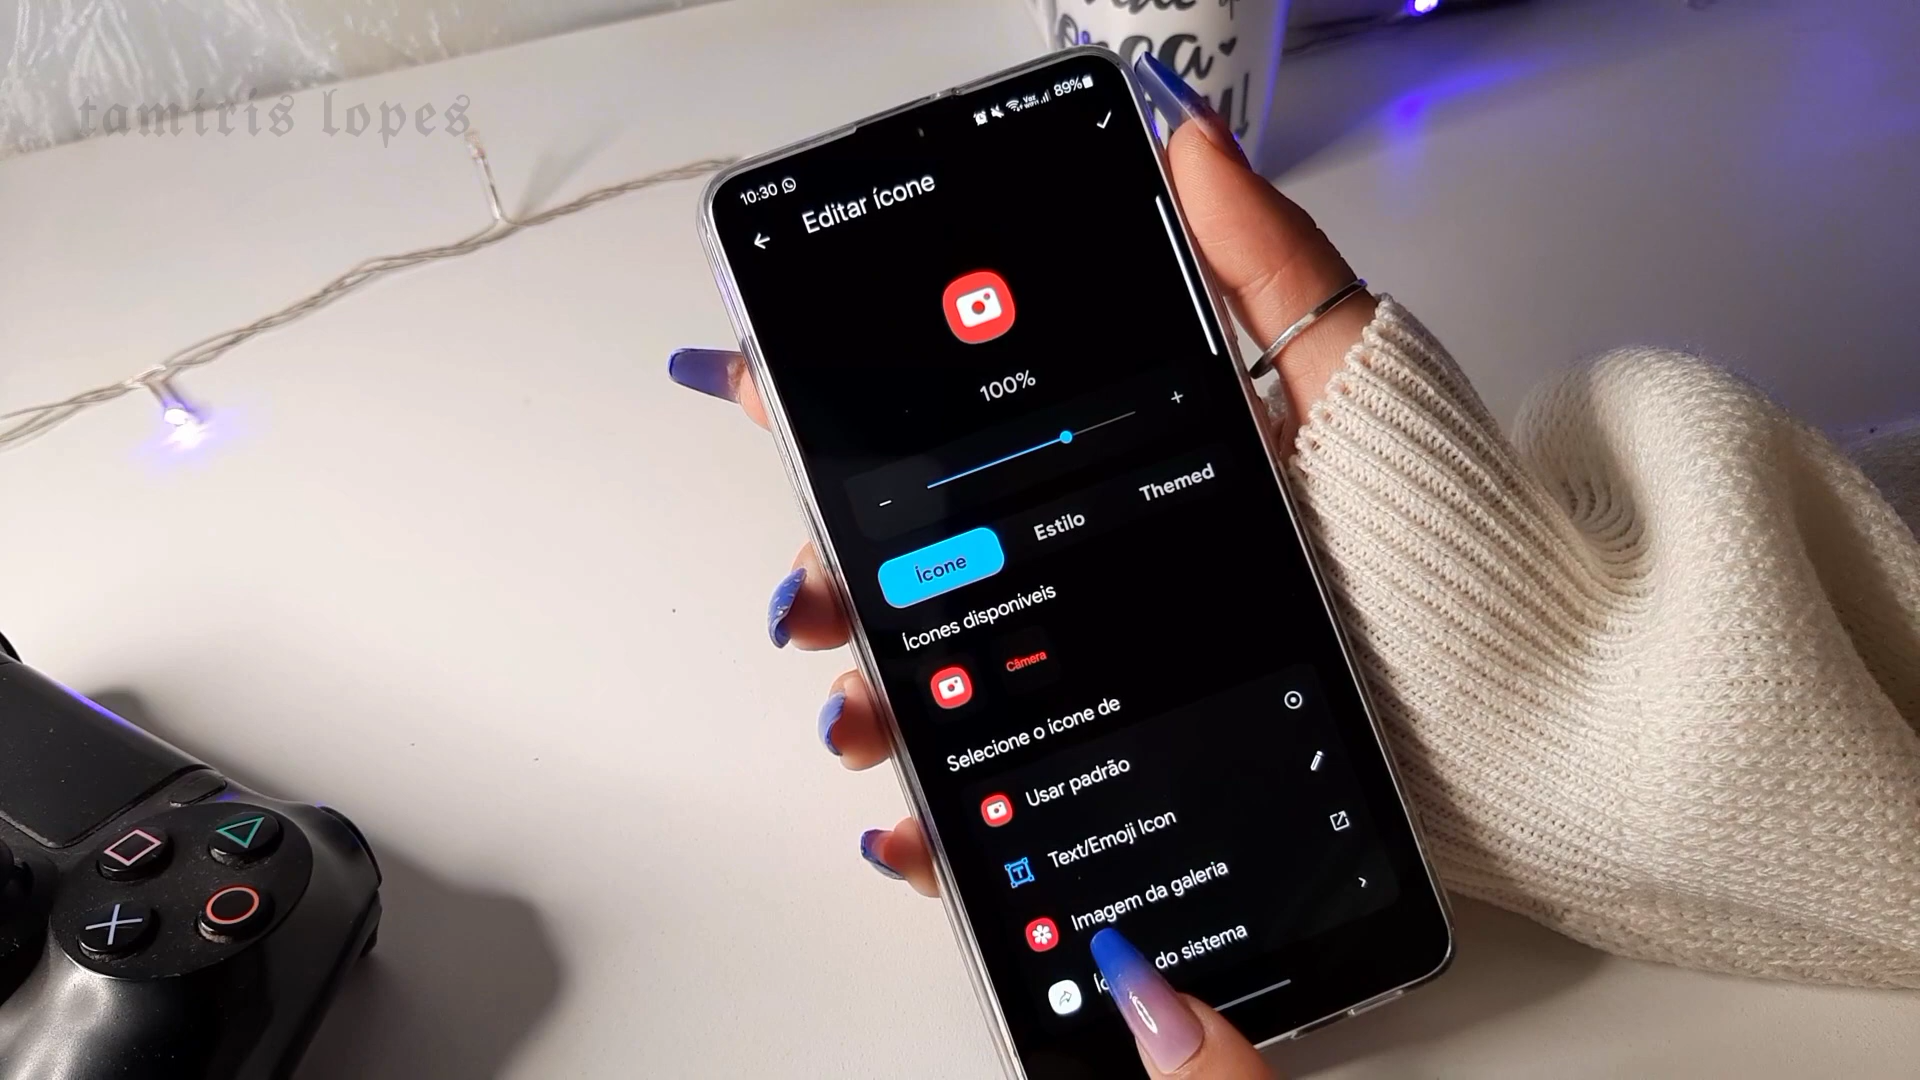 tamiris lopes
10:30
89%
Editar ícone
100%
Ícone
Estilo
Themed
Ícones disponíveis
Câmera
Selecione o ícone de
Usar padrão
Text/Emoji Icon
Imagem da galeria
do sistema